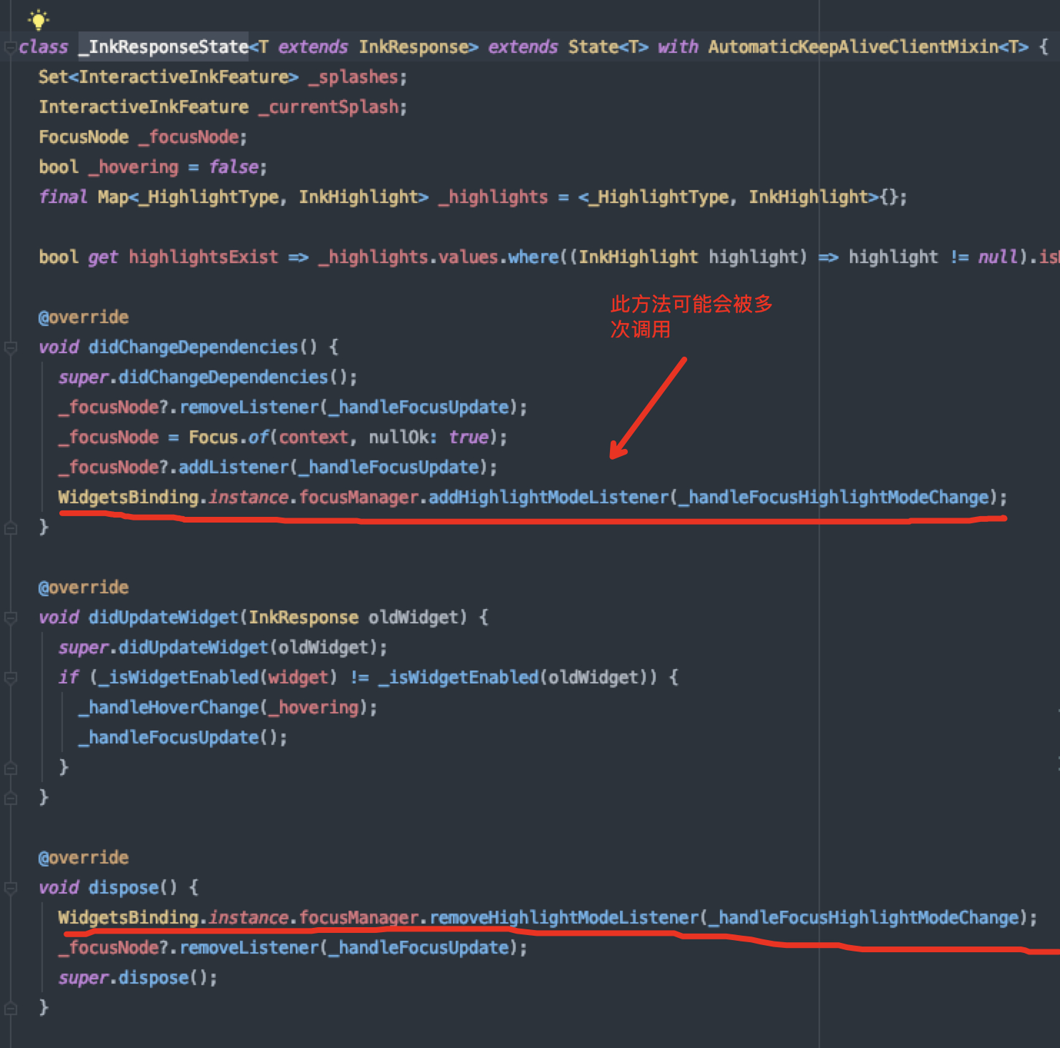 class _InkResponseState<T extends InkResponse> extends State<T> with AutomaticKeepAliveClientMixin<T> {
Set<InteractiveInkFeature> _splashes;
InteractiveInkFeature _currentSplash;
FocusNode _focusNode;
bool _hovering = false;
final Map<_HighlightType, InkHighlight> _highlights = <_HighlightType, InkHighlight>{};
bool get highlightsExist => _highlights.values.where((InkHighlight highlight) => highlight != null).is
此方法可能会被多
次调用
@override
void didChangeDependencies() {
super.didChangeDependencies();
_focusNode?.removeListener(_handleFocusUpdate);
_focusNode = Focus.of(context, nullOk: true);
_focusNode?.addListener(_handleFocusUpdate);
WidgetsBinding.instance.focusManager.addHighlightModeListener(_handleFocusHighlightModeChange);
}
@override
void didUpdateWidget(InkResponse oldWidget) {
super.didUpdateWidget(oldWidget);
if (_isWidgetEnabled(widget) != _isWidgetEnabled(oldWidget)) {
_handleHoverChange(_hovering);
_handleFocusUpdate();
}
}
@override
void dispose() {
WidgetsBinding.instance.focusManager.removeHighlightModeListener(_handleFocusHighlightModeChange);
_focusNode?.removeListener(_handleFocusUpdate);
super.dispose();
}